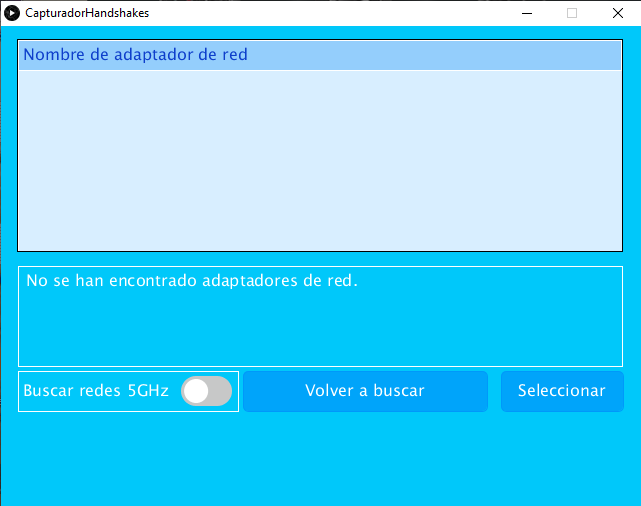 CapturadorHandshakes
Nombre de adaptador de red
No se han encontrado adaptadores de red.
Buscar redes 5GHz
Volver a buscar
Seleccionar